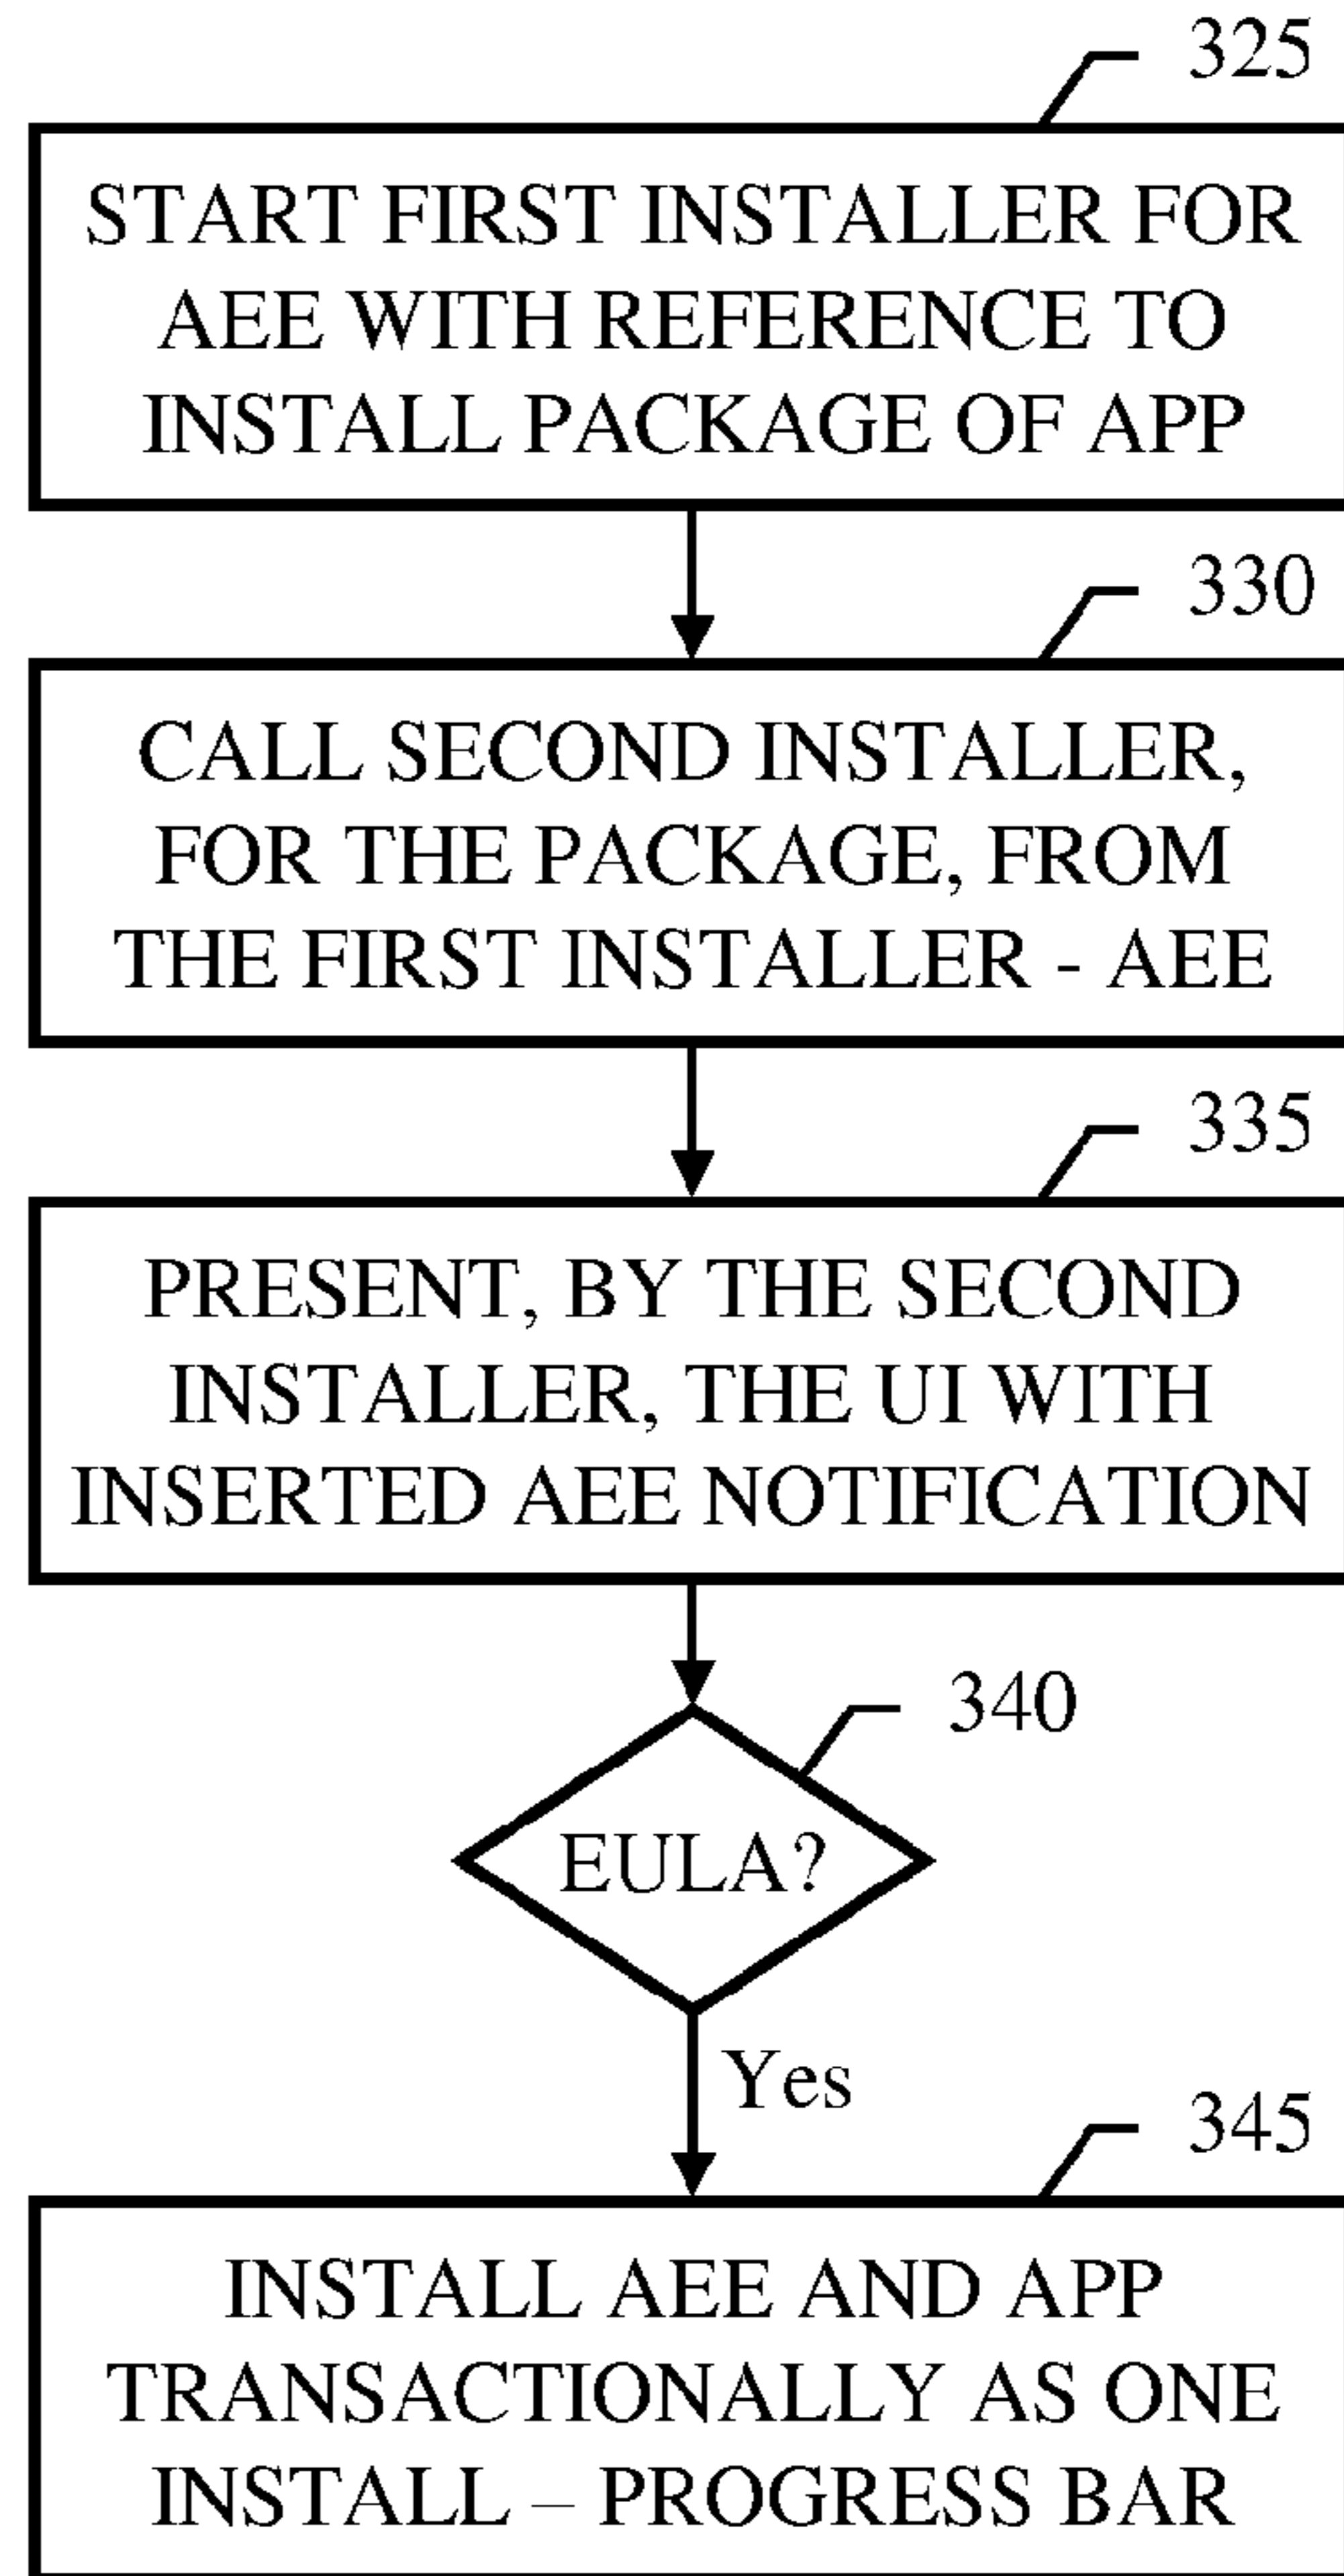 325
START FIRST INSTALLER FOR
AEE WITH REFERENCE TO
INSTALL PACKAGE OF APP
330
CALL SECOND INSTALLER,
FOR THE PACKAGE, FROM
THE FIRST INSTALLER - AEE
335
PRESENT, BY THE SECOND
INSTALLER, THE UI WITH
INSERTED AEE NOTIFICATION
340
EULA?
Yes
345
INSTALL AEE AND APP
TRANSACTIONALLY AS ONE
INSTALL – PROGRESS BAR